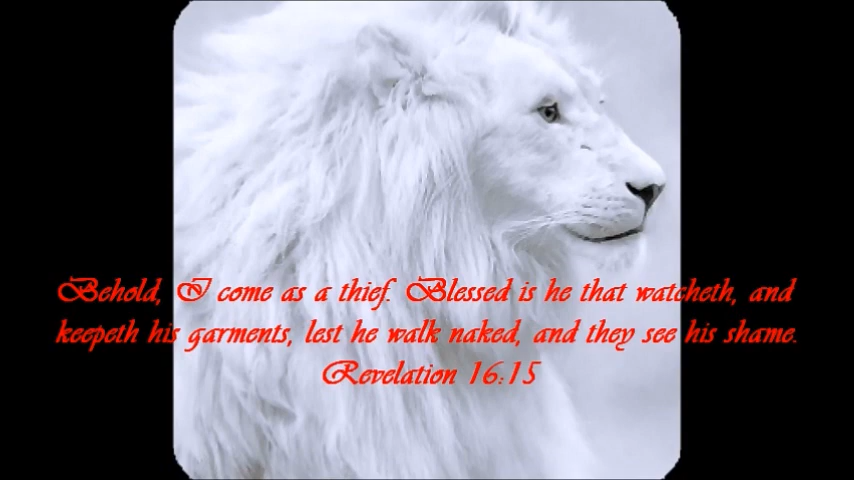 Behold, I come as a thief. Blessed is he that watcheth, and
keepeth his garments, lest he walk naked, and they see his shame.
Revelation 16:15